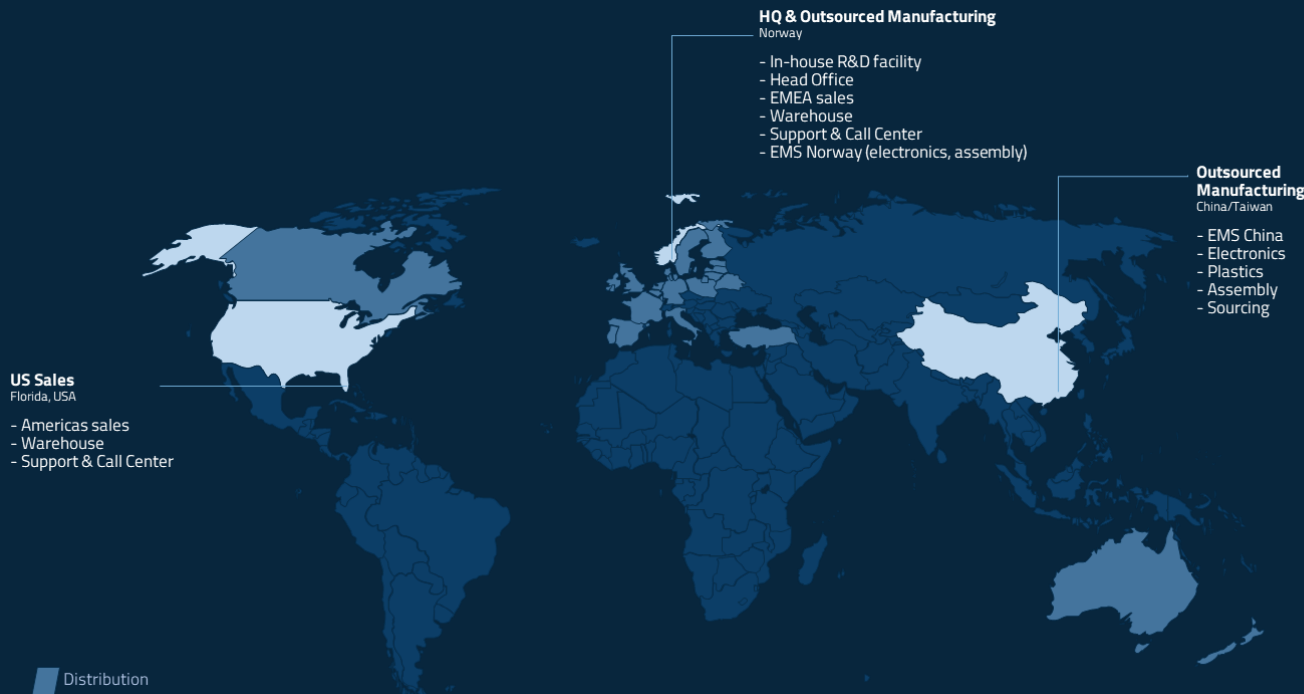 HQ & Outsourced Manufacturing
Norway
- In-house R&D facility
- Head Office
- EMEA sales
- Warehouse
- Support & Call Center
- EMS Norway (electronics, assembly)
Outsourced
Manufacturing
China/Taiwan
- EMS China
- Electronics
- Plastics
- Assembly
- Sourcing
US Sales
Florida, USA
- Americas sales
- Warehouse
- Support & Call Center
Distribution